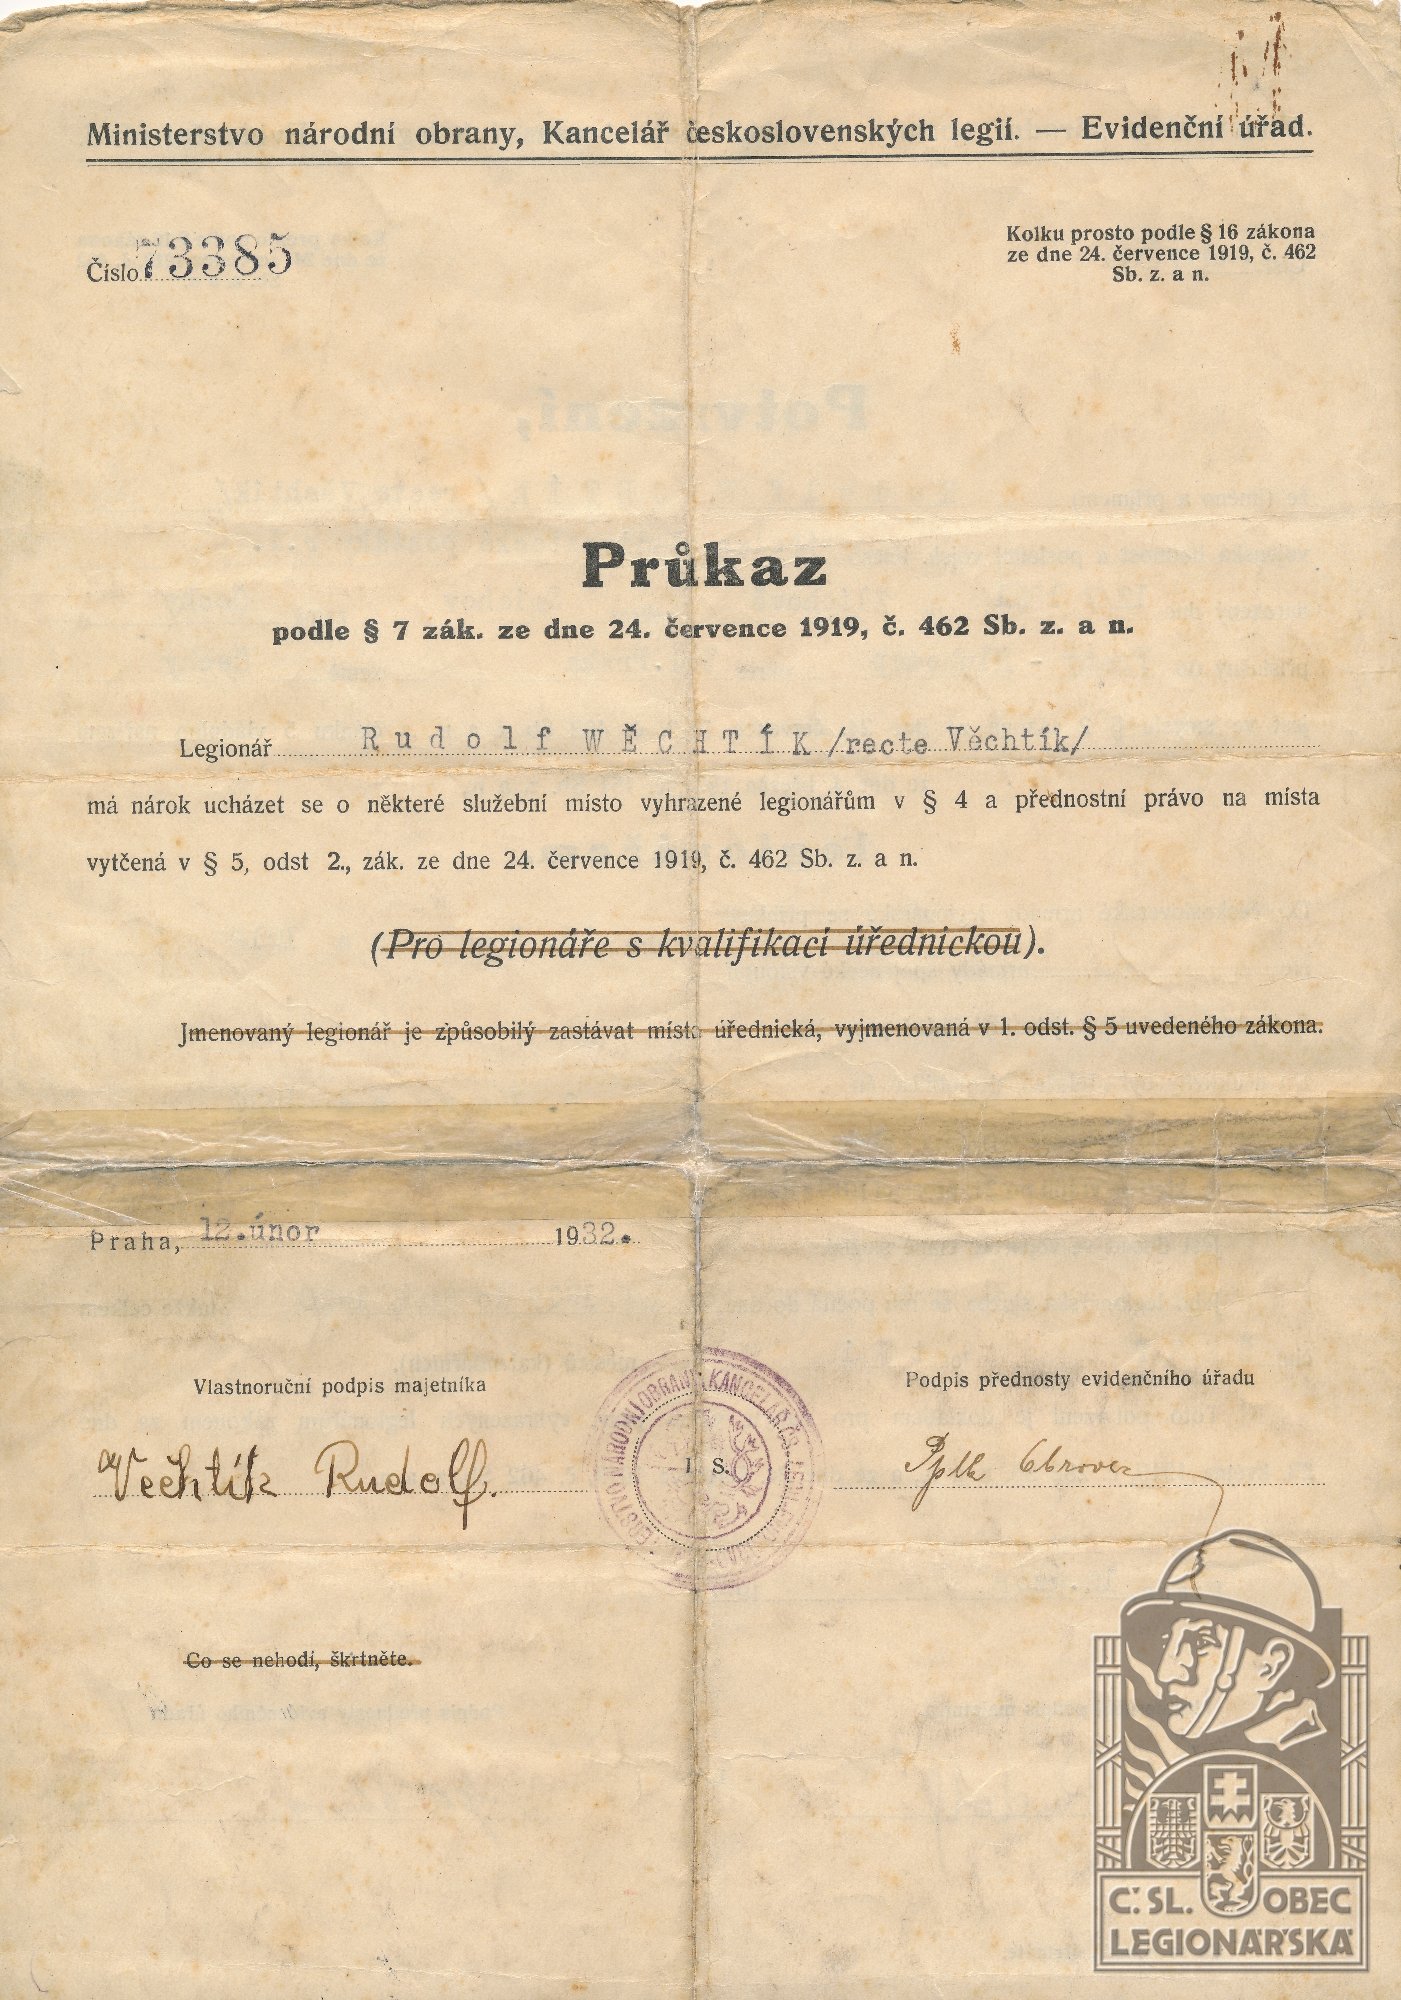 Ministerstvo národní obrany, Kancelář československých legií. — Evidenční úřad.
Číslo 73385
Kolku prosto podle § 16 zákona
ze dne 24. července 1919, č. 462
Sb. z. a n.
Průkaz
podle § 7 zák. ze dne 24. července 1919, č. 462 Sb. z. a n.
Legionář Rudolf WĚCHTÍK /recte Věchtík/
má nárok ucházet se o některé služební místo vyhrazené legionářům v § 4 a přednostní právo na místa
vytčená v § 5, odst 2., zák. ze dne 24. července 1919, č. 462 Sb. z. a n.
(Pro legionáře s kvalifikací úřednickou).
Jmenovaný legionář je způsobilý zastávat místa úřednická, vyjmenovaná v 1. odst. § 5 uvedeného zákona.
Praha, 12.únor 1932.
Vlastnoruční podpis majetníka
Podpis přednosty evidenčního úřadu
Věchtík Rudolf.
L. S.
Co se nehodí, škrtněte.
Č. SL. OBEC
LEGIONÁŘSKÁ